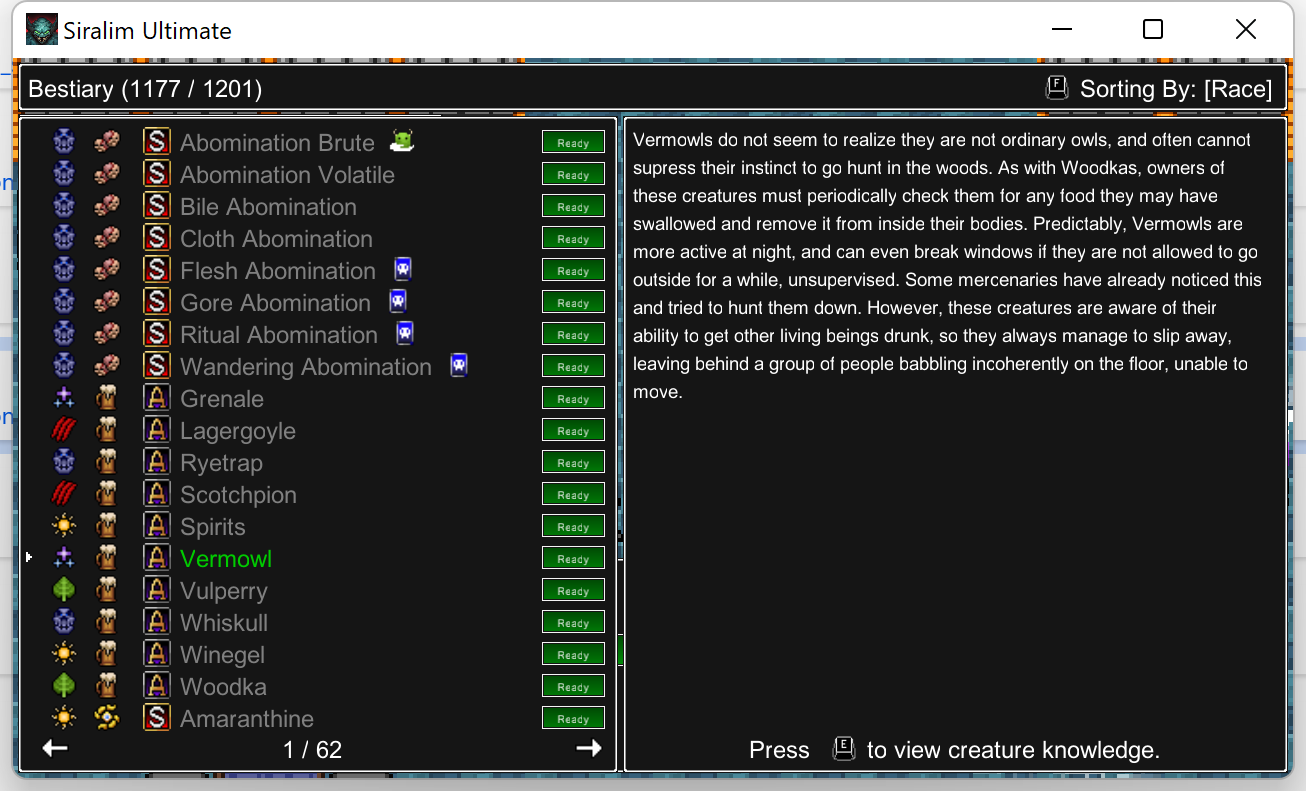 Siralim Ultimate
Bestiary (1177 / 1201)
F Sorting By: [Race]
S Abomination Brute Ready
S Abomination Volatile Ready
S Bile Abomination Ready
S Cloth Abomination Ready
S Flesh Abomination Ready
S Gore Abomination Ready
S Ritual Abomination Ready
S Wandering Abomination Ready
A Grenale Ready
A Lagergoyle Ready
A Ryetrap Ready
A Scotchpion Ready
A Spirits Ready
A Vermowl Ready
A Vulperry Ready
A Whiskull Ready
A Winegel Ready
A Woodka Ready
S Amaranthine Ready
1 / 62
Vermowls do not seem to realize they are not ordinary owls, and often cannot
supress their instinct to go hunt in the woods. As with Woodkas, owners of
these creatures must periodically check them for any food they may have
swallowed and remove it from inside their bodies. Predictably, Vermowls are
more active at night, and can even break windows if they are not allowed to go
outside for a while, unsupervised. Some mercenaries have already noticed this
and tried to hunt them down. However, these creatures are aware of their
ability to get other living beings drunk, so they always manage to slip away,
leaving behind a group of people babbling incoherently on the floor, unable to
move.
Press E to view creature knowledge.